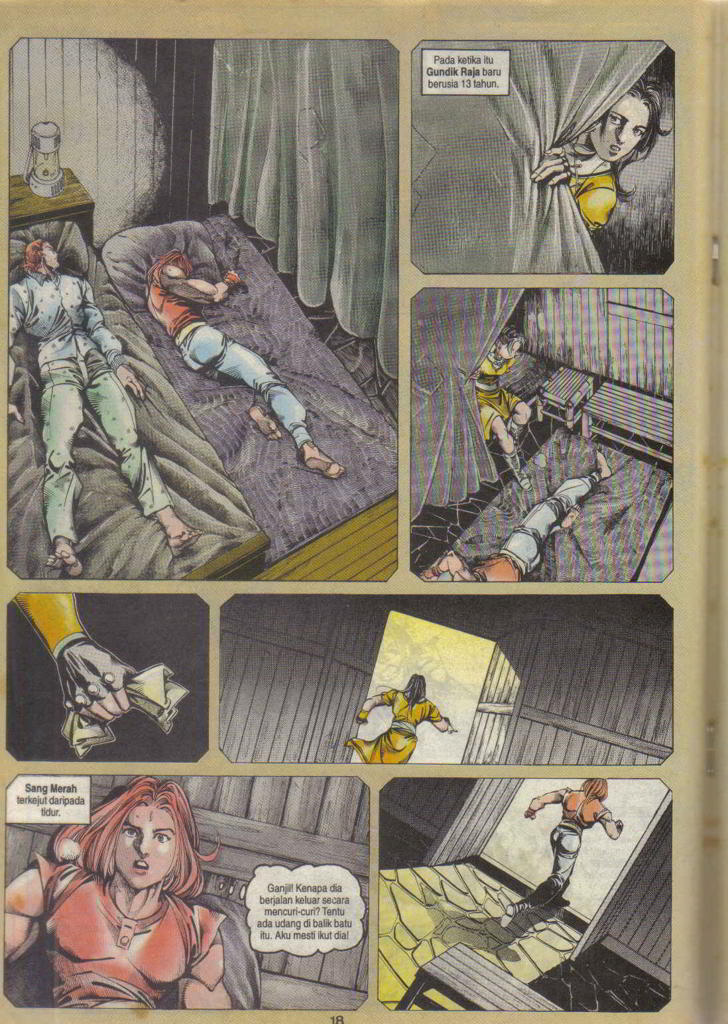 Pada ketika itu
Gundik Raja baru
berusia 13 tahun.
Sang Merah
terkejut daripada
tidur.
Ganjil! Kenapa dia
berjalan keluar secara
mencuri-curi? Tentu
ada udang di balik batu
itu. Aku mesti ikut dia!
18